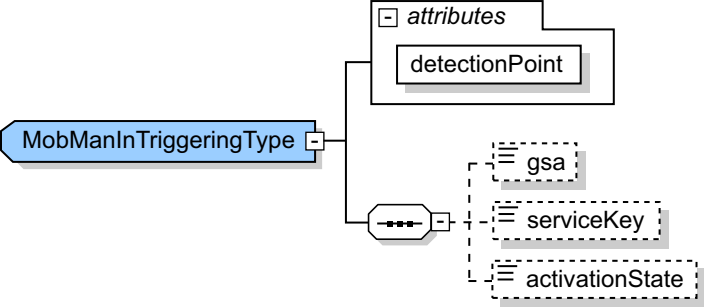 attributes
detectionPoint
MobManInTriggeringType
gsa
serviceKey
activationState